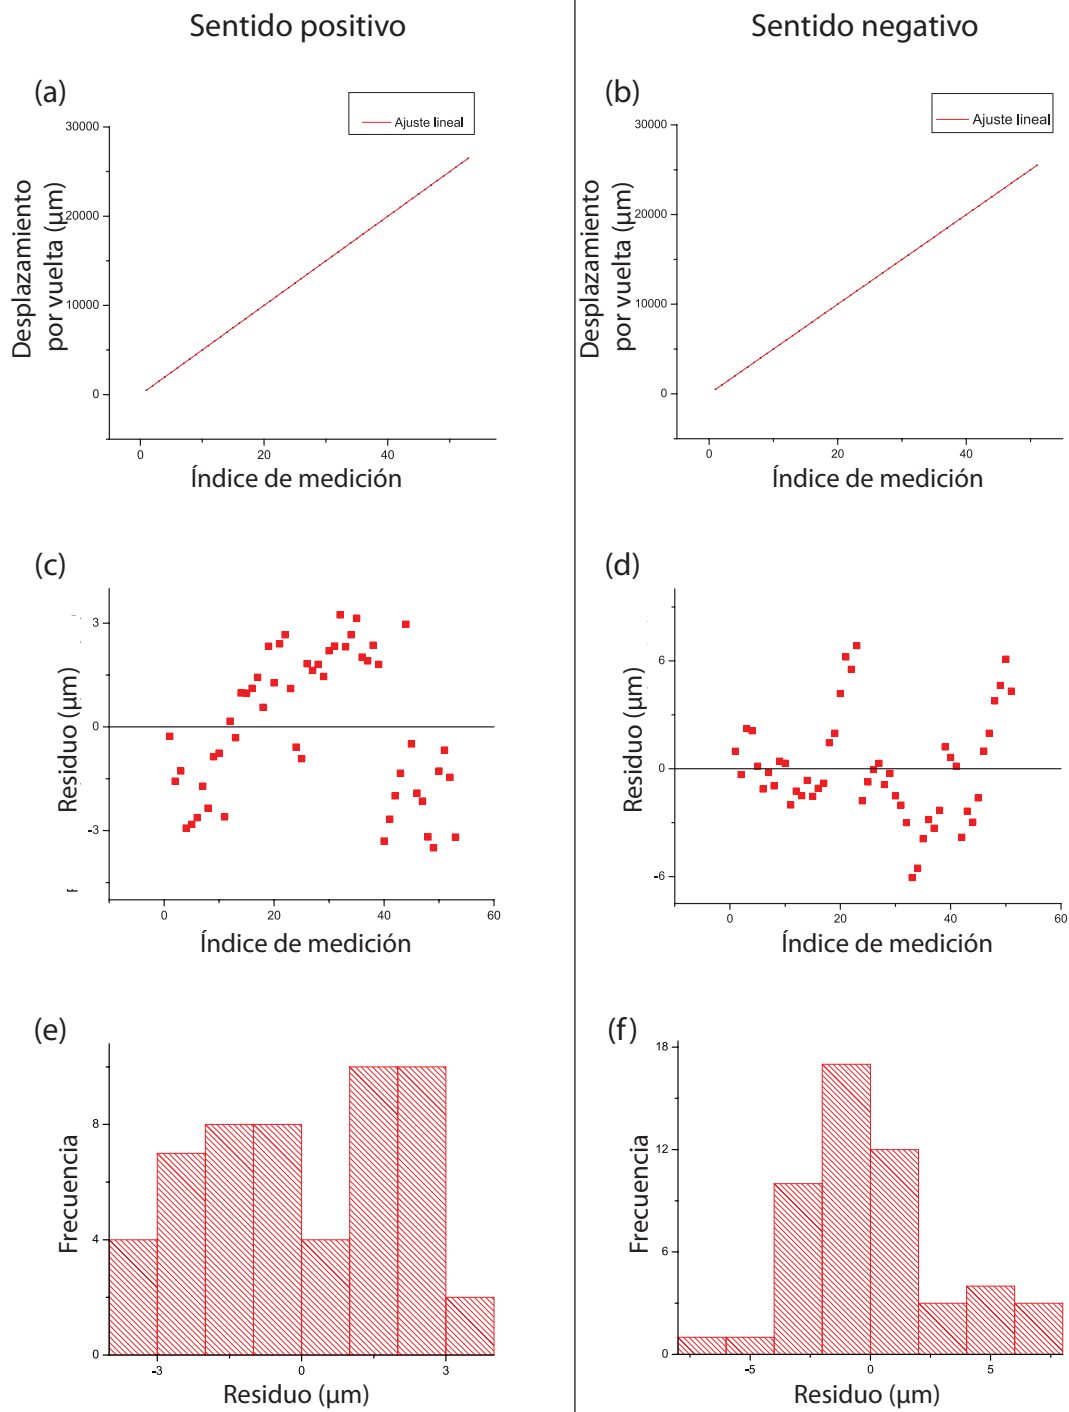 Sentido positivo
Sentido negativo
(a)
Ajuste lineal
30000
20000
10000
0
Desplazamiento
por vuelta (μm)
0
20
40
Índice de medición
(b)
Ajuste lineal
30000
20000
10000
0
Desplazamiento
por vuelta (μm)
0
20
40
Índice de medición
(c)
3
0
-3
Residuo (μm)
0
20
40
60
Índice de medición
(d)
6
0
-6
Residuo (μm)
0
20
40
60
Índice de medición
(e)
8
4
0
Frecuencia
-3
0
3
Residuo (μm)
(f)
18
12
6
0
Frecuencia
-5
0
5
Residuo (μm)